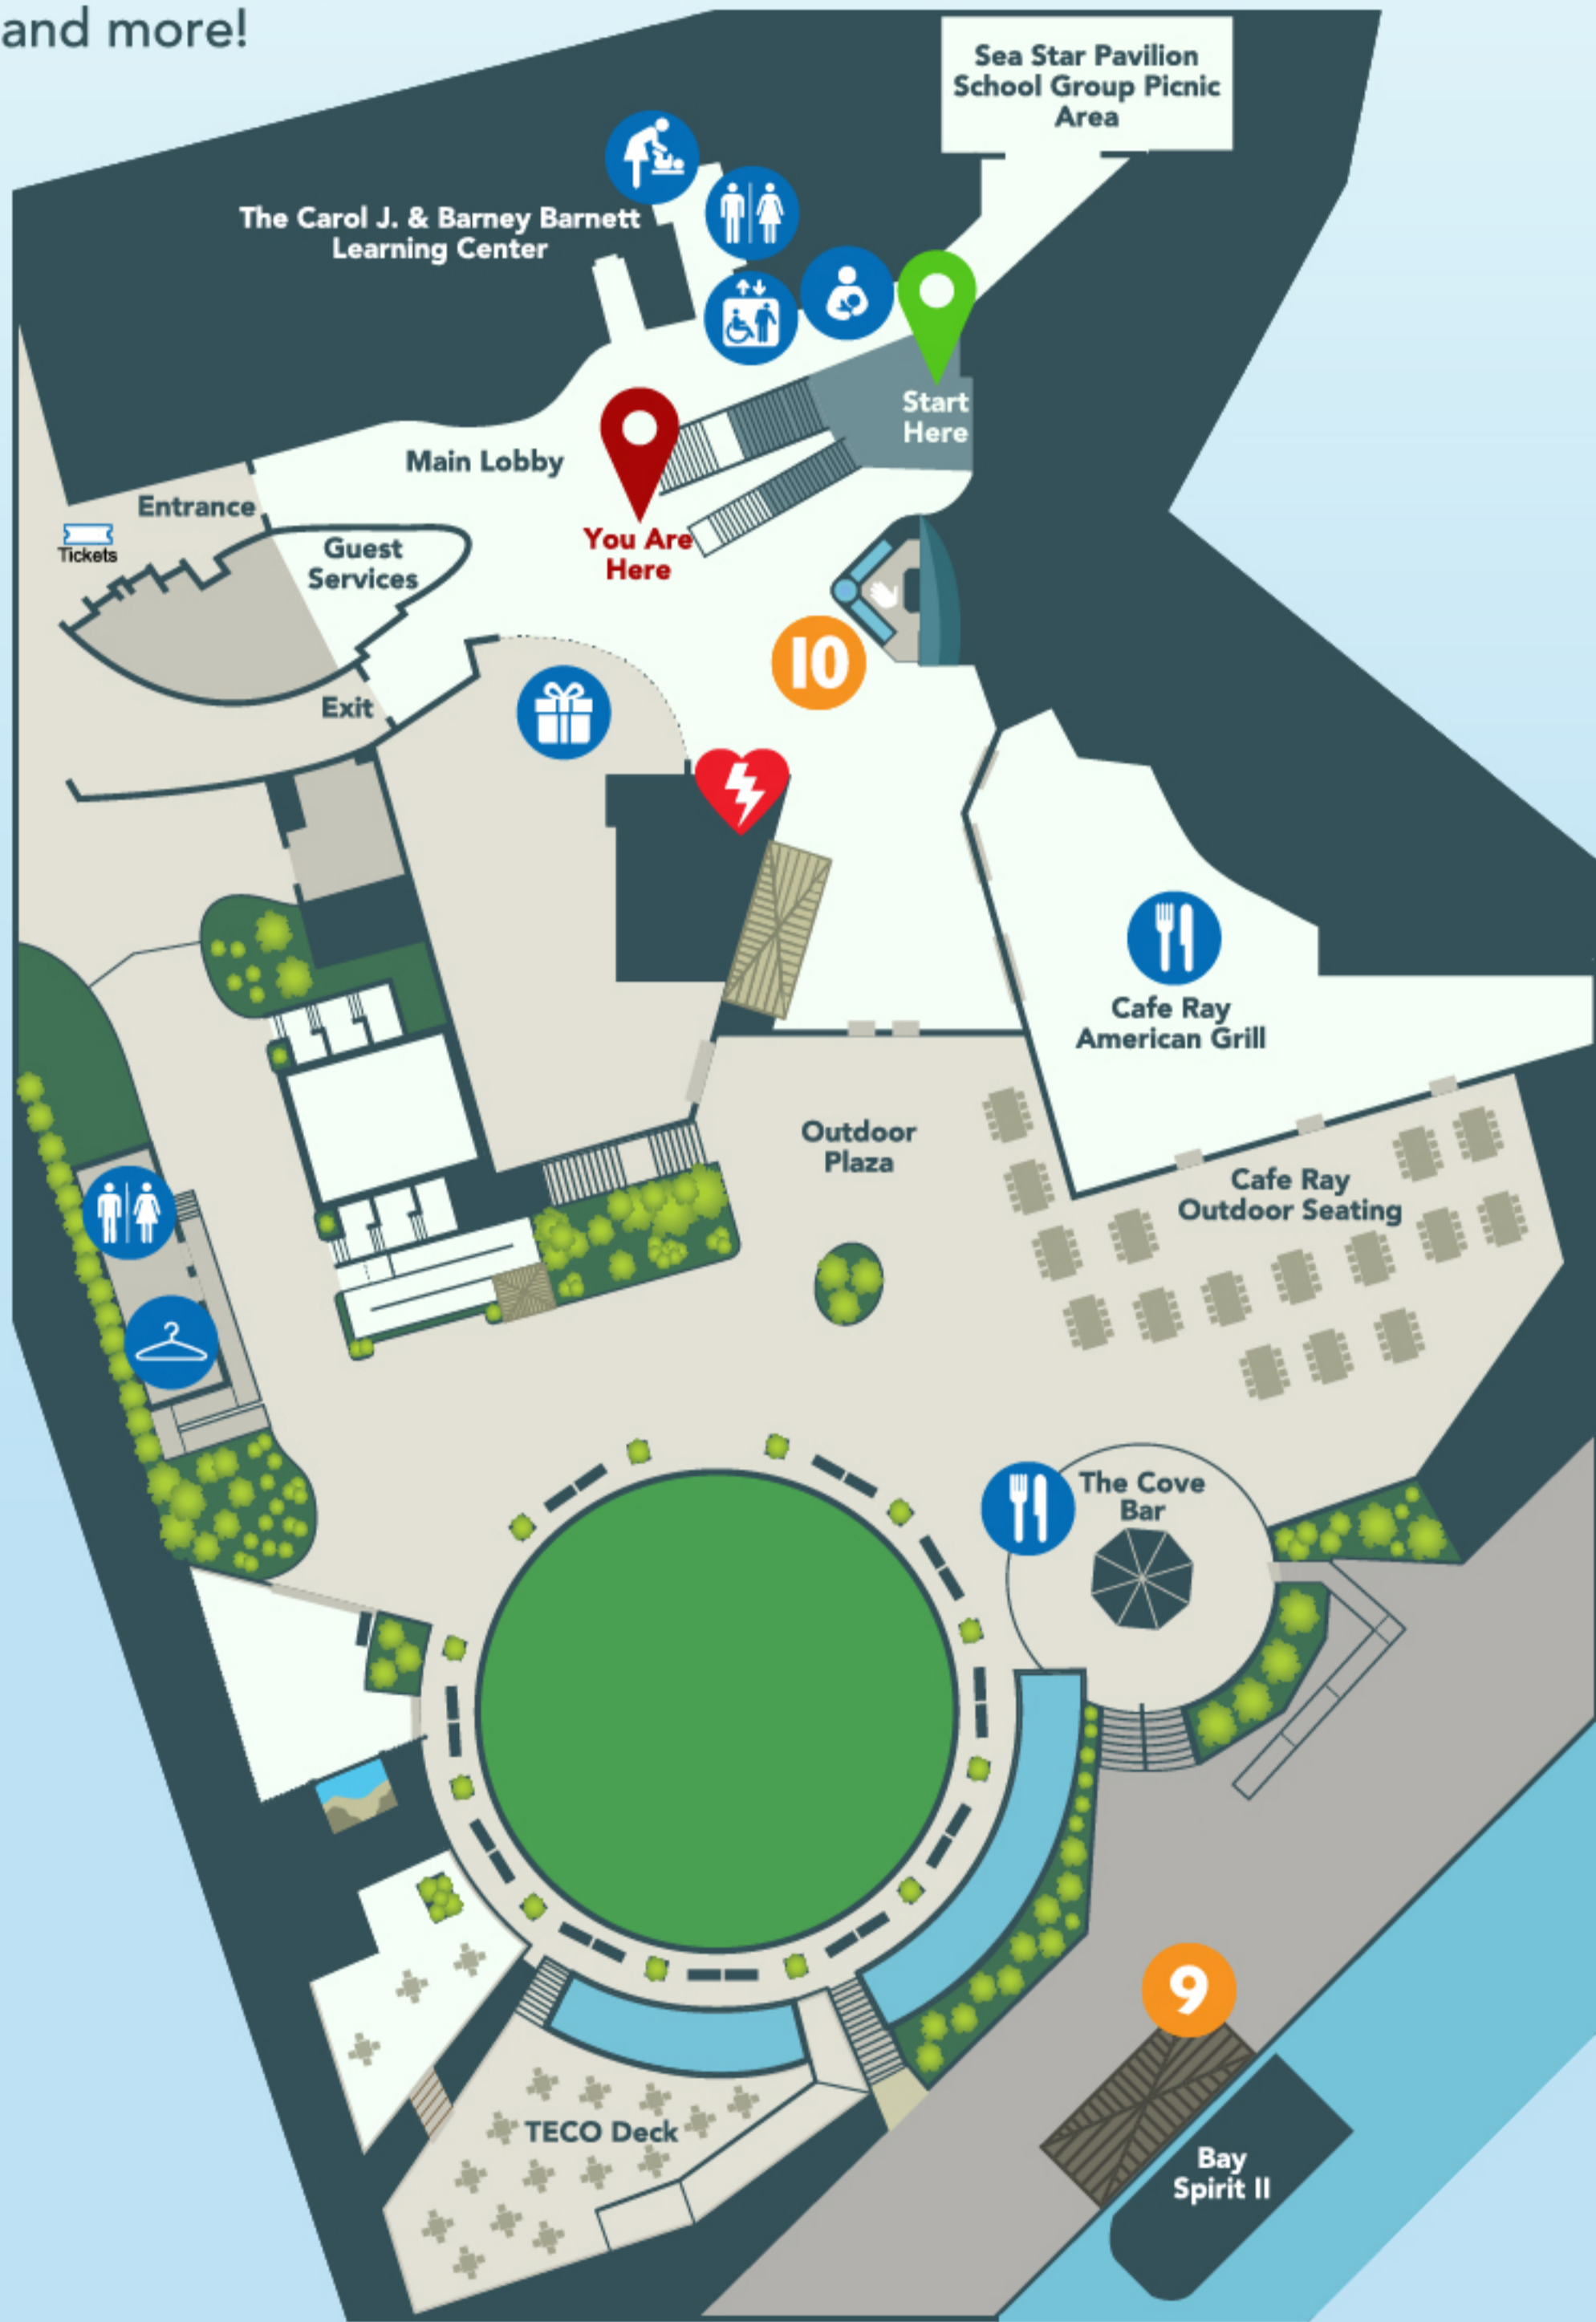 and more!
Sea Star Pavilion
School Group Picnic
Area
The Carol J. & Barney Barnett
Learning Center
Start
Here
Main Lobby
Entrance
Tickets
Guest
Services
You Are
Here
10
Exit
Cafe Ray
American Grill
Outdoor
Plaza
Cafe Ray
Outdoor Seating
The Cove
Bar
9
TECO Deck
Bay
Spirit II